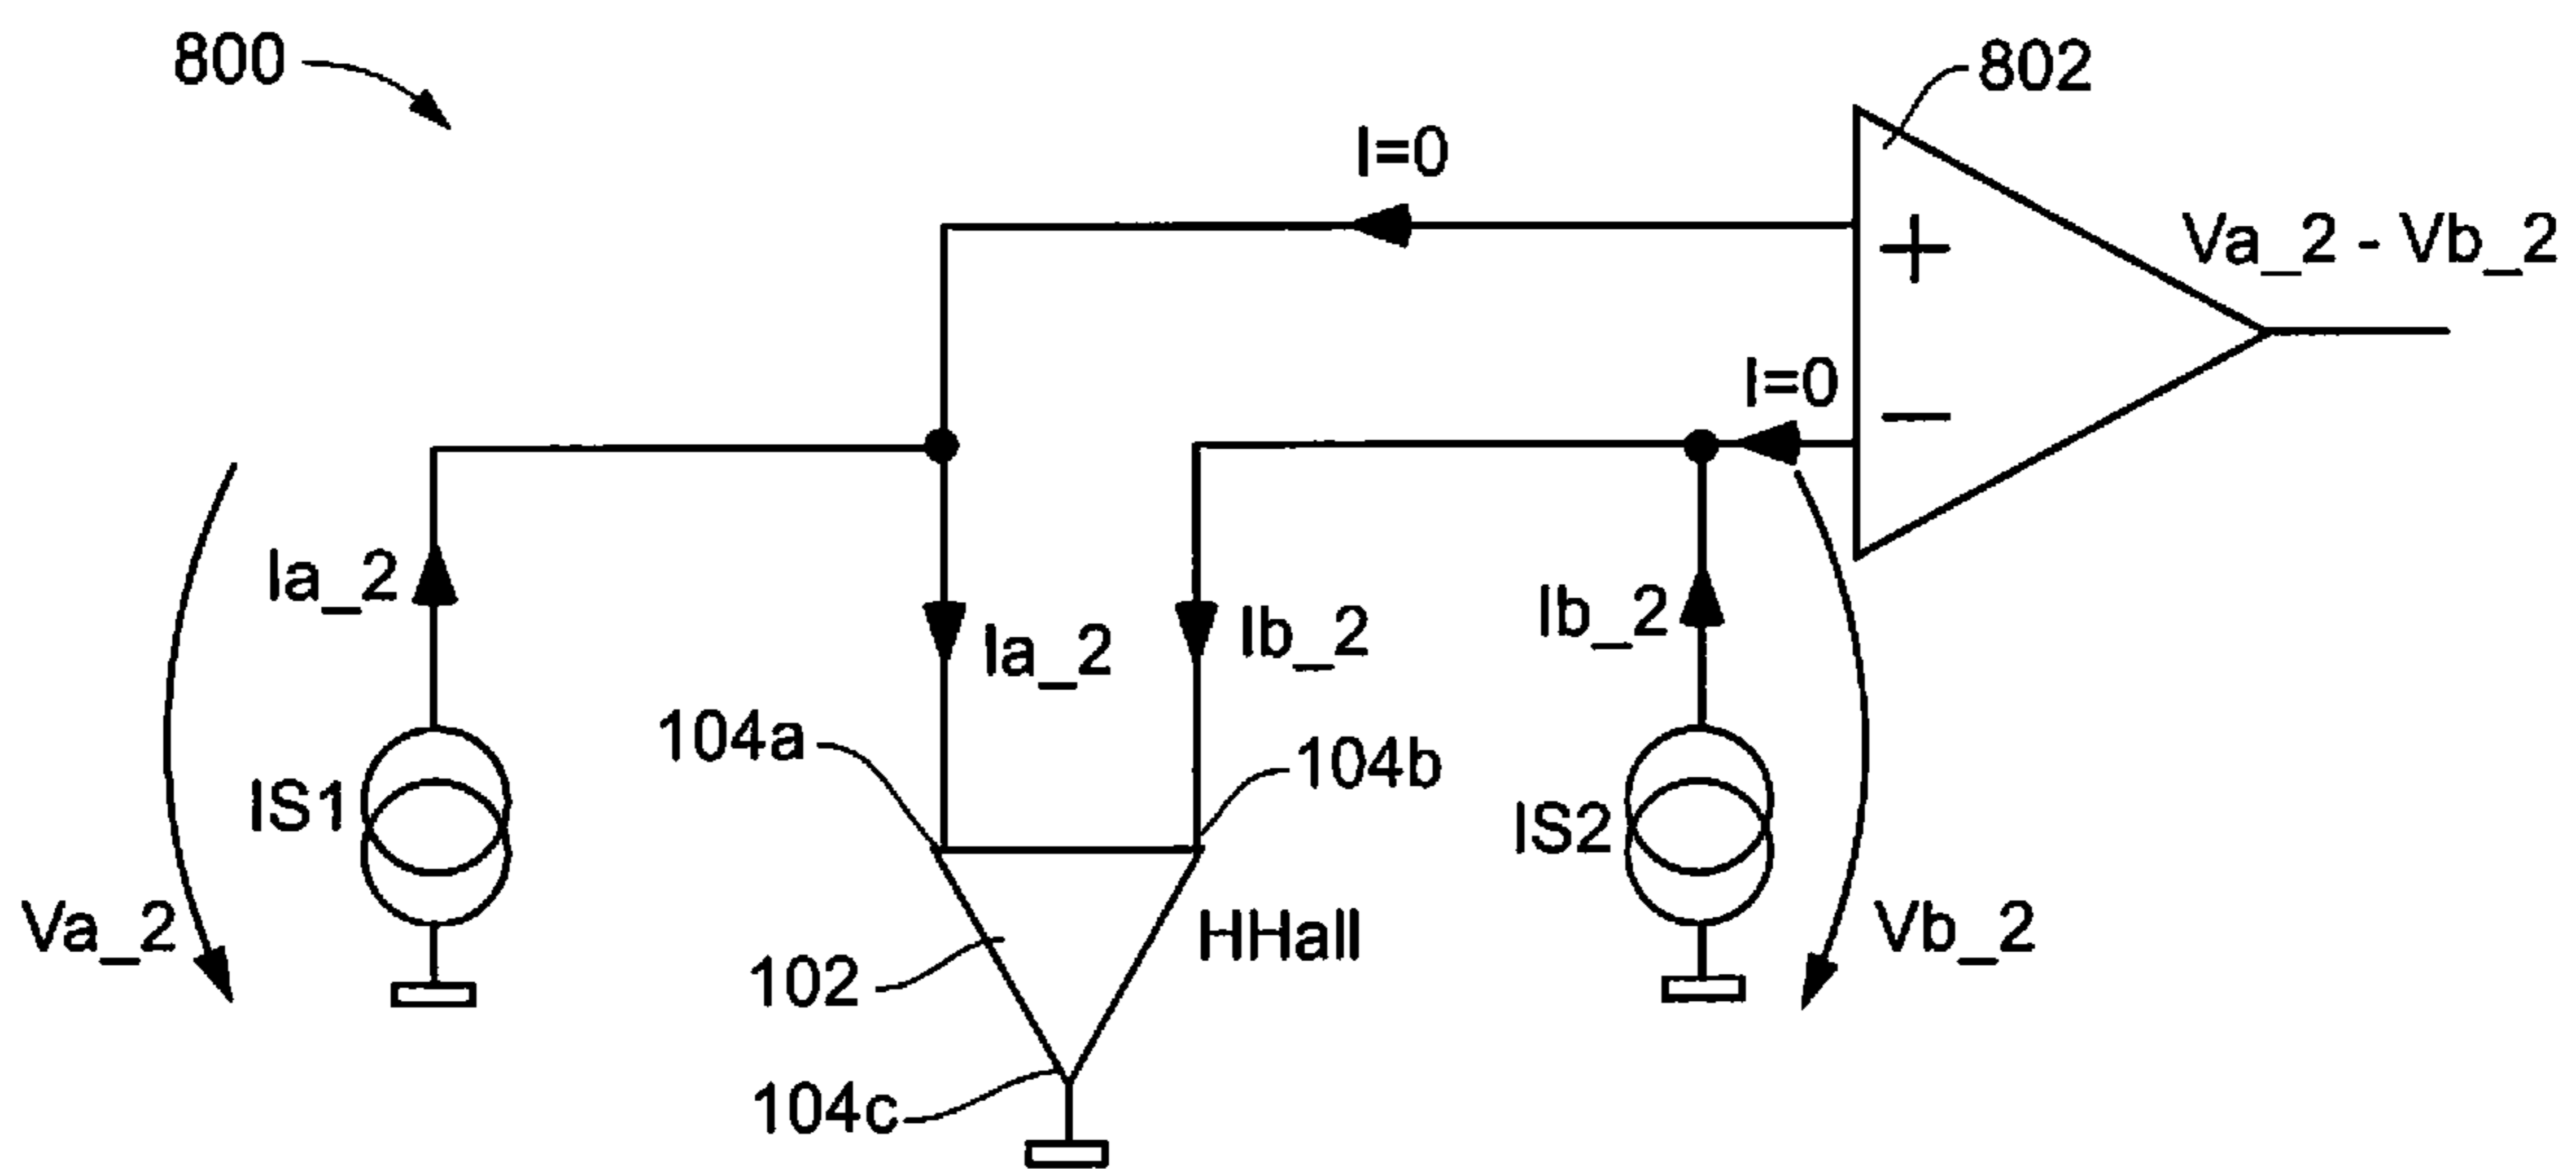 800
802
I=0
+
Va_2 - Vb_2
I=0
−
Ia_2
Ia_2
Ib_2
Ib_2
104a
104b
IS1
IS2
Va_2
HHall
Vb_2
102
104c